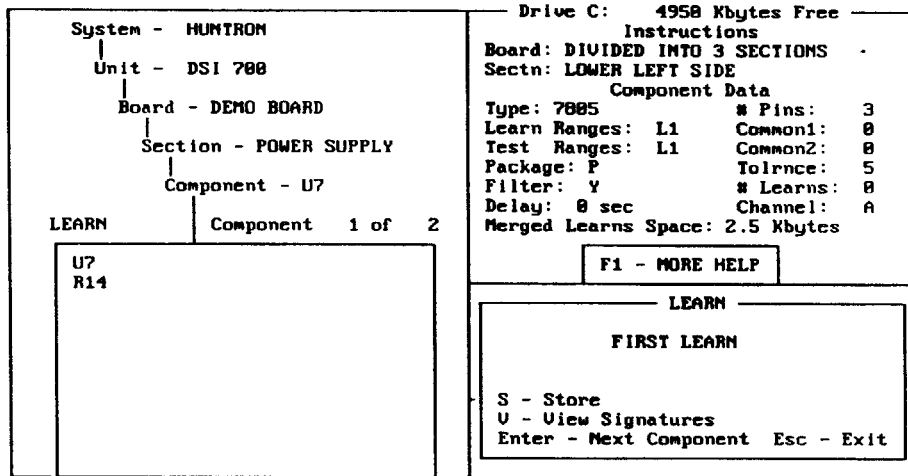 System - HUNTRON
Unit - DSI 700
Board - DEMO BOARD
Section - POWER SUPPLY
Component - U7
LEARN Component 1 of 2
U7
R14
Drive C: 4950 Kbytes Free
Instructions
Board: DIVIDED INTO 3 SECTIONS
Sectn: LOWER LEFT SIDE
Component Data
Type: 7805 # Pins: 3
Learn Ranges: L1 Common1: 0
Test Ranges: L1 Common2: 0
Package: P Tolrnce: 5
Filter: Y # Learns: 0
Delay: 0 sec Channel: A
Merged Learns Space: 2.5 Kbytes
F1 - MORE HELP
LEARN
FIRST LEARN
S - Store
V - View Signatures
Enter - Next Component Esc - Exit